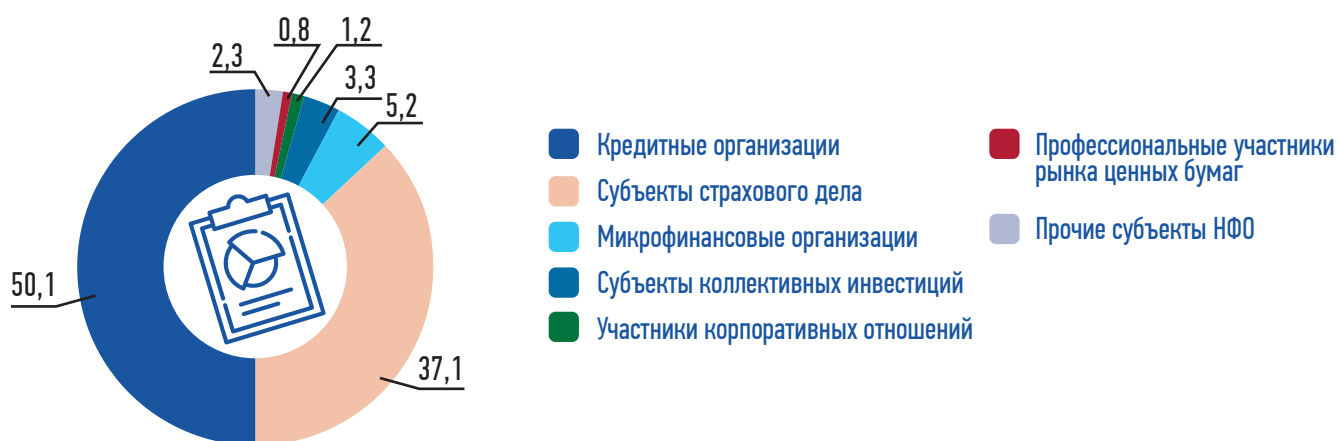 0,8
1,2
2,3
3,3
5,2
50,1
37,1
Кредитные организации
Субъекты страхового дела
Микрофинансовые организации
Субъекты коллективных инвестиций
Участники корпоративных отношений
Профессиональные участники
рынка ценных бумаг
Прочие субъекты НФО